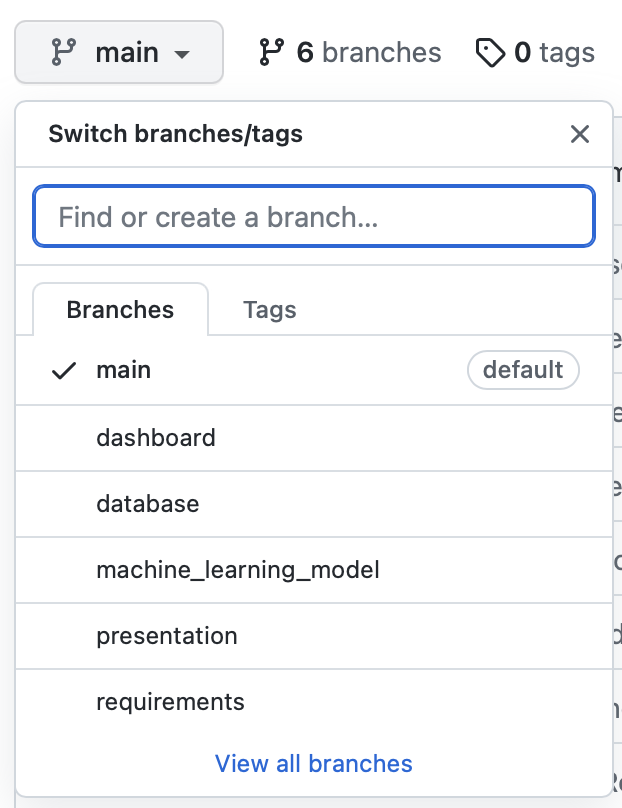 main 6 branches 0 tags
Switch branches/tags
Find or create a branch...
Branches Tags
main default
dashboard
database
machine_learning_model
presentation
requirements
View all branches